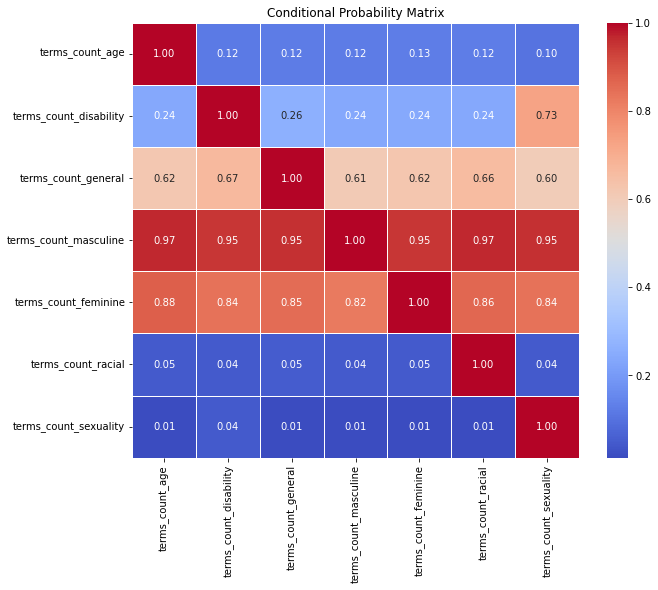 Conditional Probability Matrix
terms_count_age 1.00 0.12 0.12 0.12 0.13 0.12 0.10
terms_count_disability 0.24 1.00 0.26 0.24 0.24 0.24 0.73
terms_count_general 0.62 0.67 1.00 0.61 0.62 0.66 0.60
terms_count_masculine 0.97 0.95 0.95 1.00 0.95 0.97 0.95
terms_count_feminine 0.88 0.84 0.85 0.82 1.00 0.86 0.84
terms_count_racial 0.05 0.04 0.05 0.04 0.05 1.00 0.04
terms_count_sexuality 0.01 0.04 0.01 0.01 0.01 0.01 1.00
terms_count_age
terms_count_disability
terms_count_general
terms_count_masculine
terms_count_feminine
terms_count_racial
terms_count_sexuality
1.0
0.8
0.6
0.4
0.2